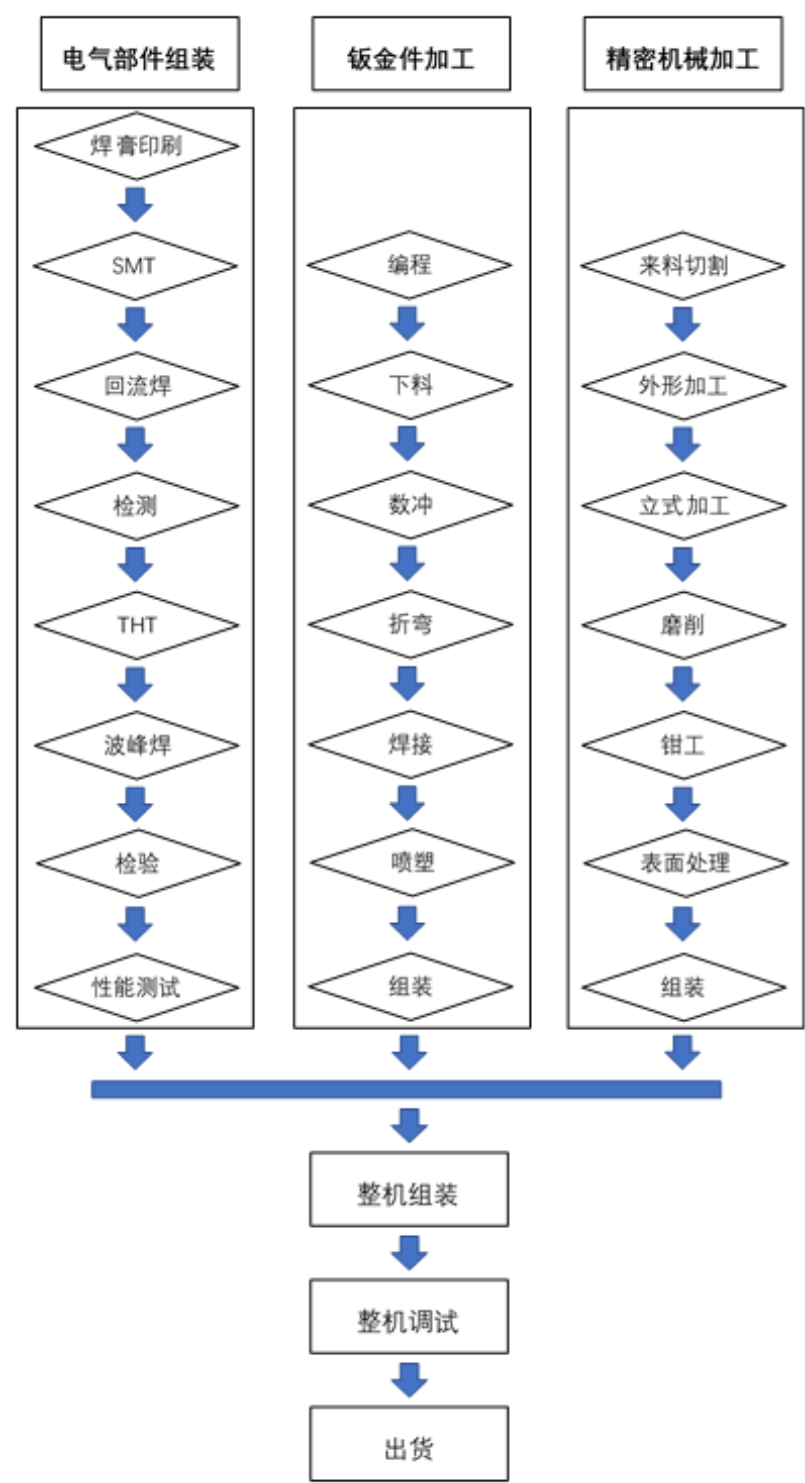 电气部件组装
钣金件加工
精密机械加工
焊膏印刷
SMT
回流焊
检测
THT
波峰焊
检验
性能测试
编程
下料
数冲
折弯
焊接
喷塑
组装
来料切割
外形加工
立式加工
磨削
钳工
表面处理
组装
整机组装
整机调试
出货